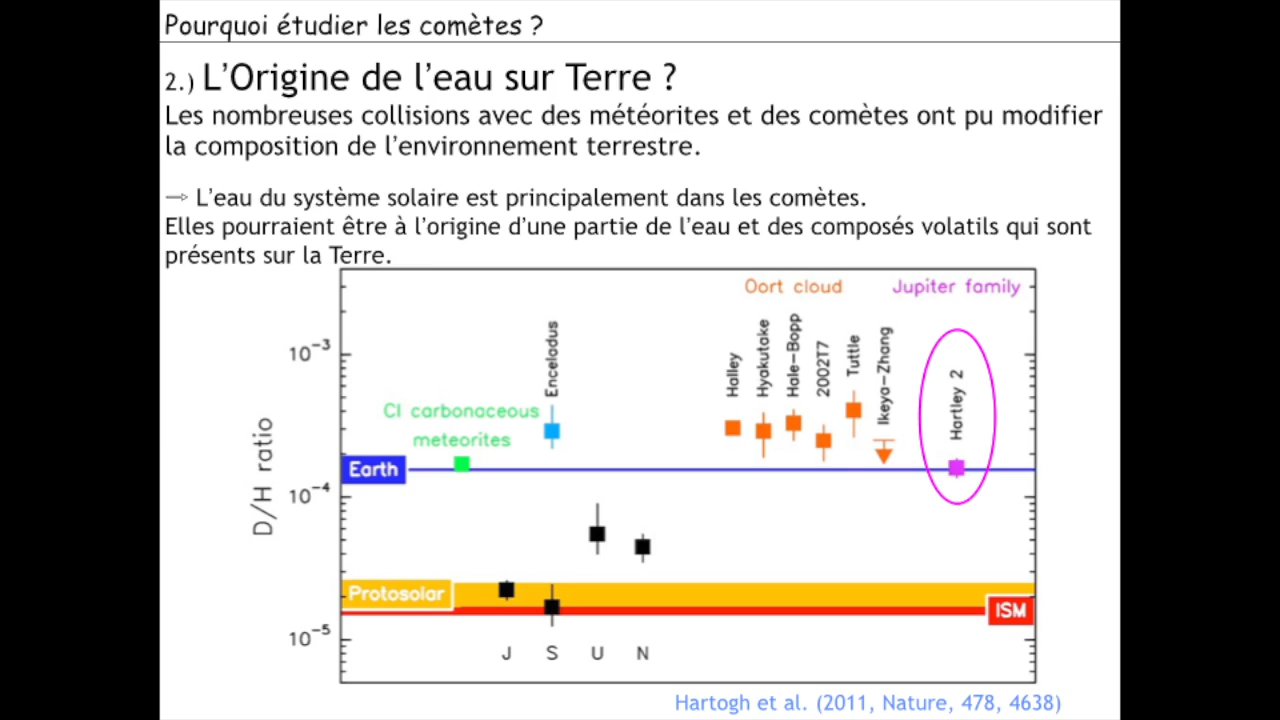 Pourquoi étudier les comètes ?
2.) L’Origine de l’eau sur Terre ?
Les nombreuses collisions avec des météorites et des comètes ont pu modifier
la composition de l’environnement terrestre.
→ L’eau du système solaire est principalement dans les comètes.
Elles pourraient être à l’origine d’une partie de l’eau et des composés volatils qui sont
présents sur la Terre.
Oort cloud
Jupiter family
Enceladus
Halley
Hyakutake
Hale-Bopp
2002T7
Tuttle
Ikeya-Zhang
Hartley 2
CI carbonaceous
meteorites
Earth
Protosolar
ISM
D/H ratio
10⁻³
10⁻⁴
10⁻⁵
J S U N
Hartogh et al. (2011, Nature, 478, 4638)